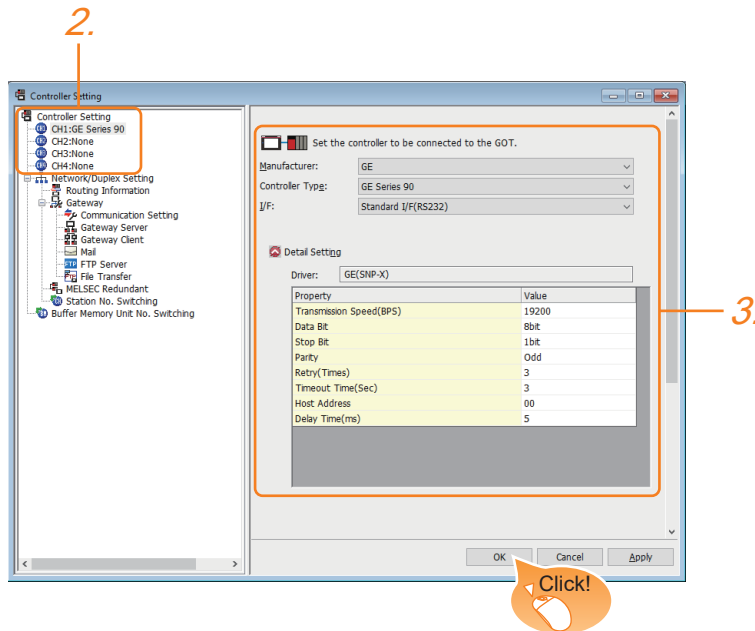 2.
Controller Setting
Controller Setting
CH1:GE Series 90
CH2:None
CH3:None
CH4:None
Network/Duplex Setting
Routing Information
Gateway
Communication Setting
Gateway Server
Gateway Client
Mail
FTP FTP Server
File Transfer
MELSEC Redundant
Station No. Switching
Buffer Memory Unit No. Switching
Set the controller to be connected to the GOT.
Manufacturer: GE
Controller Type: GE Series 90
I/F: Standard I/F(RS232)
Detail Setting
Driver: GE(SNP-X)
Property Value
Transmission Speed(BPS) 19200
Data Bit 8bit
Stop Bit 1bit
Parity Odd
Retry(Times) 3
Timeout Time(Sec) 3
Host Address 00
Delay Time(ms) 5
3.
OK Cancel Apply
Click!